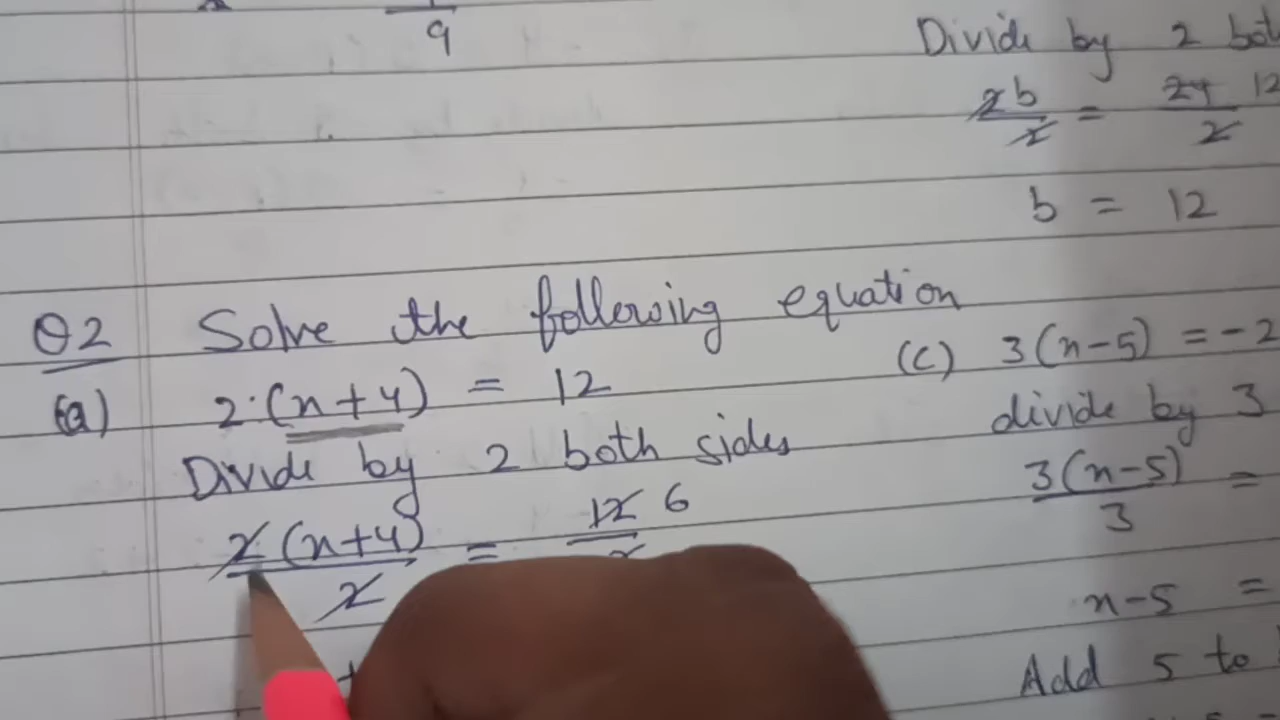 9
Q2 Solve the following equation
(a) 2·(n+4) = 12
Divide by 2 both sides
2(n+4)/2 = 12/2 6
Divide by 2
2b/2 = 24/2 12
b = 12
(c) 3(n-5) = -2
divide by 3
3(n-5)/3 =
n-5 =
Add 5 to